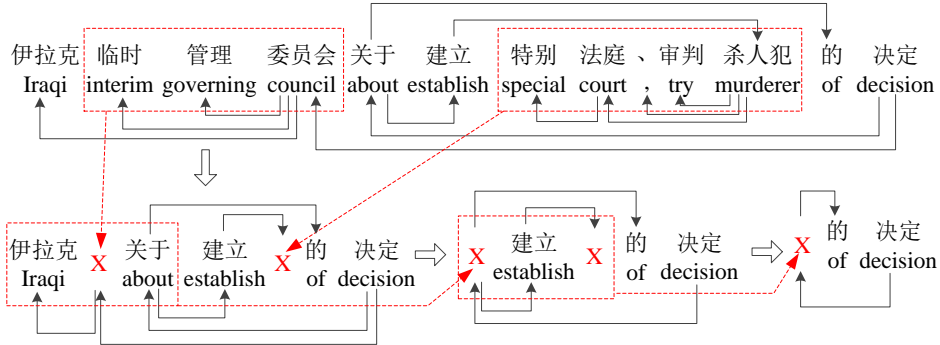 伊拉克 临时 管理 委员会 关于 建立 特别 法庭 、 审判 杀人犯 的 决定
Iraqi interim governing council about establish special court , try murderer of decision
伊拉克 X 关于 建立 X 的 决定
Iraqi about establish of decision
X 建立 X 的 决定
establish of decision
X 的 决定
of decision